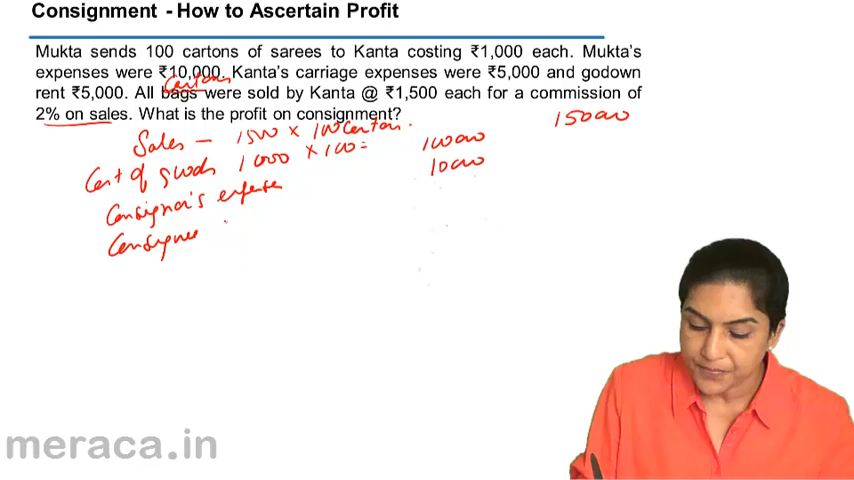 Consignment - How to Ascertain Profit
Mukta sends 100 cartons of sarees to Kanta costing ₹1,000 each. Mukta's
expenses were ₹10,000. Kanta's carriage expenses were ₹5,000 and godown
Cartons
rent ₹5,000. All bags were sold by Kanta @ ₹1,500 each for a commission of
2% on sales. What is the profit on consignment?
Sales — 1500 × 100 Carton. 150000
Cost of goods 1000 × 100 = 100000
Consignor's expenses 10000
Consignee
meraca.in